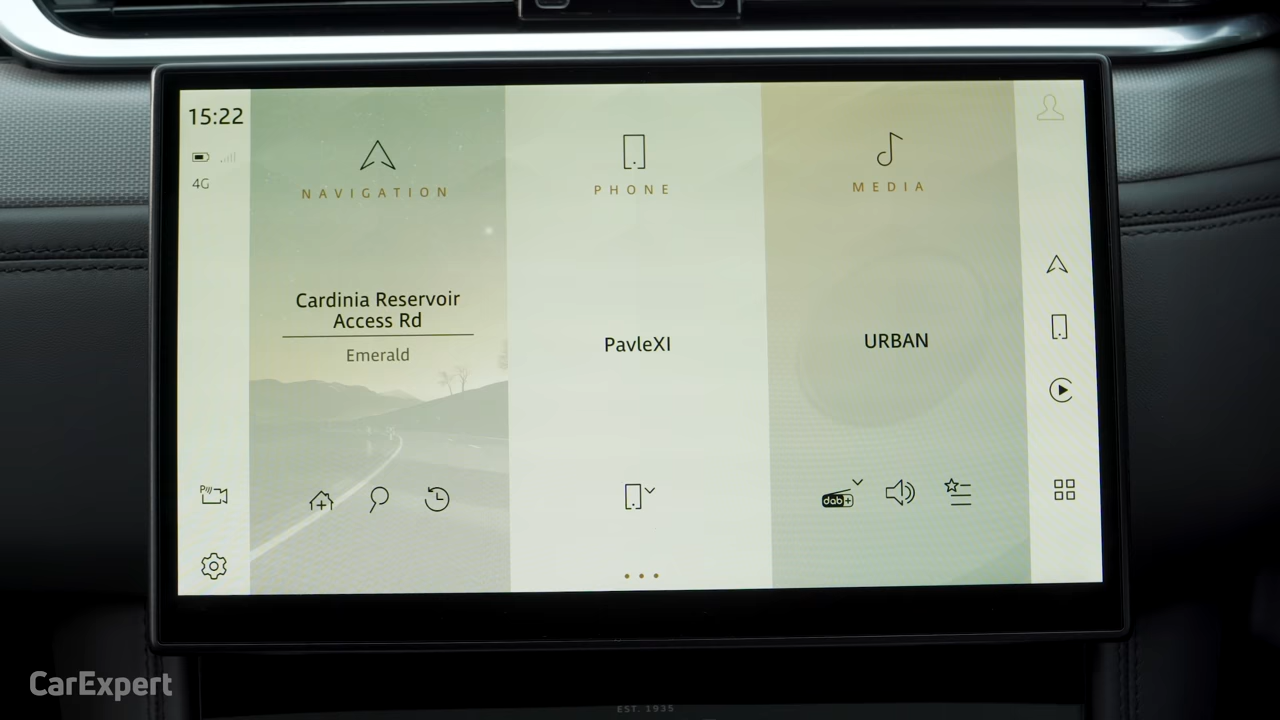 15:22
4G
NAVIGATION
Cardinia Reservoir
Access Rd
Emerald
PHONE
PavleXI
MEDIA
URBAN
P
dab+
CarExpert
EST. 1935